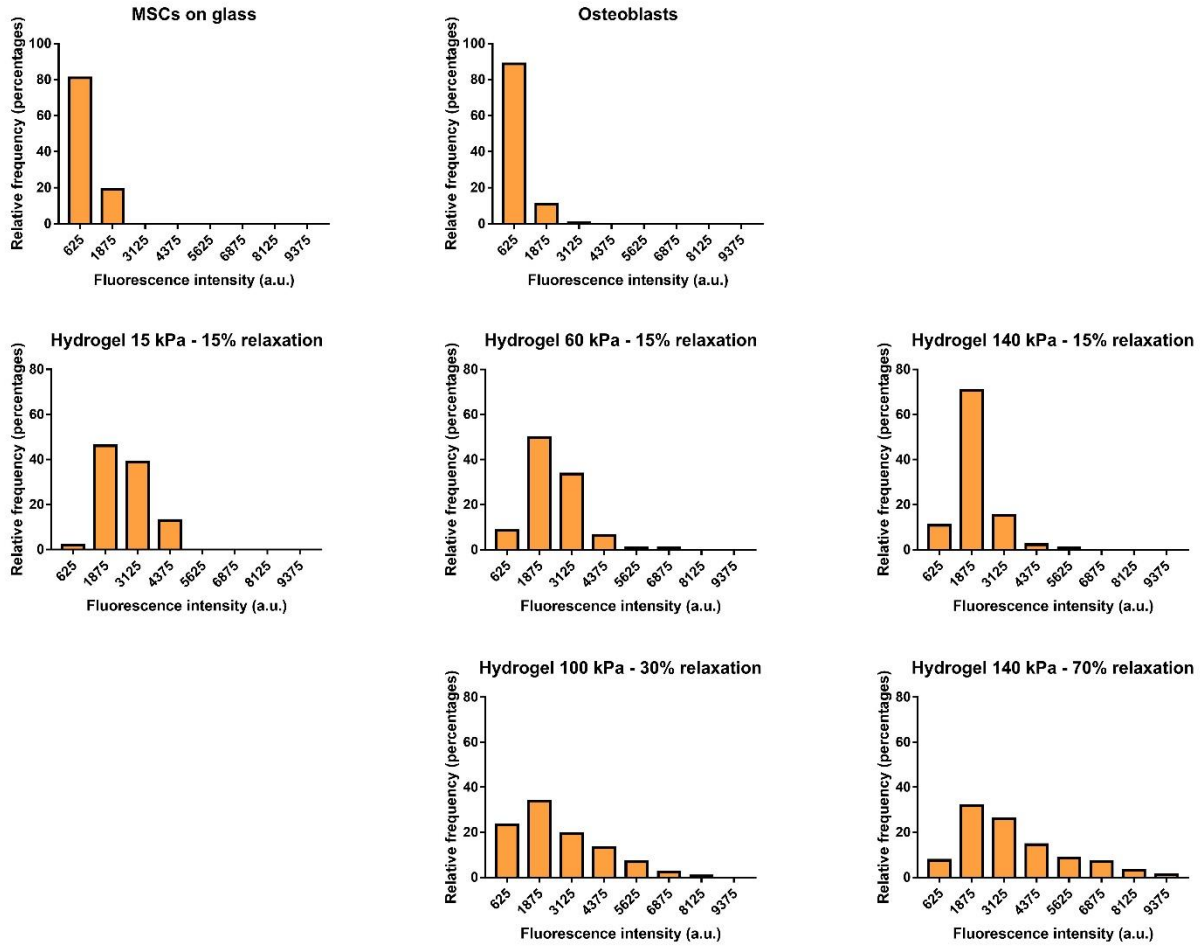 MSCs on glass
Relative frequency (percentages)
100
80
60
40
20
0
625 1875 3125 4375 5625 6875 8125 9375
Fluorescence intensity (a.u.)
Osteoblasts
Relative frequency (percentages)
100
80
60
40
20
0
625 1875 3125 4375 5625 6875 8125 9375
Fluorescence intensity (a.u.)
Hydrogel 15 kPa - 15% relaxation
Relative frequency (percentages)
80
60
40
20
0
625 1875 3125 4375 5625 6875 8125 9375
Fluorescence intensity (a.u.)
Hydrogel 60 kPa - 15% relaxation
Relative frequency (percentages)
80
60
40
20
0
625 1875 3125 4375 5625 6875 8125 9375
Fluorescence intensity (a.u.)
Hydrogel 140 kPa - 15% relaxation
Relative frequency (percentages)
80
60
40
20
0
625 1875 3125 4375 5625 6875 8125 9375
Fluorescence intensity (a.u.)
Hydrogel 100 kPa - 30% relaxation
Relative frequency (percentages)
80
60
40
20
0
625 1875 3125 4375 5625 6875 8125 9375
Fluorescence intensity (a.u.)
Hydrogel 140 kPa - 70% relaxation
Relative frequency (percentages)
80
60
40
20
0
625 1875 3125 4375 5625 6875 8125 9375
Fluorescence intensity (a.u.)